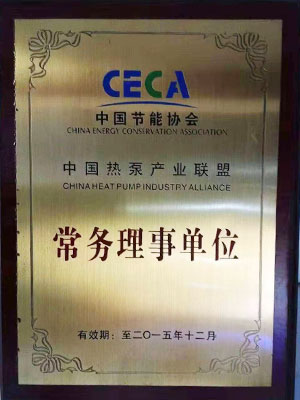 CECA
中国节能协会
CHINA ENERGY CONSERVATION ASSOCIATION
中国热泵产业联盟
CHINA HEAT PUMP INDUSTRY ALLIANCE
常务理事单位
有效期：至二〇一五年十二月